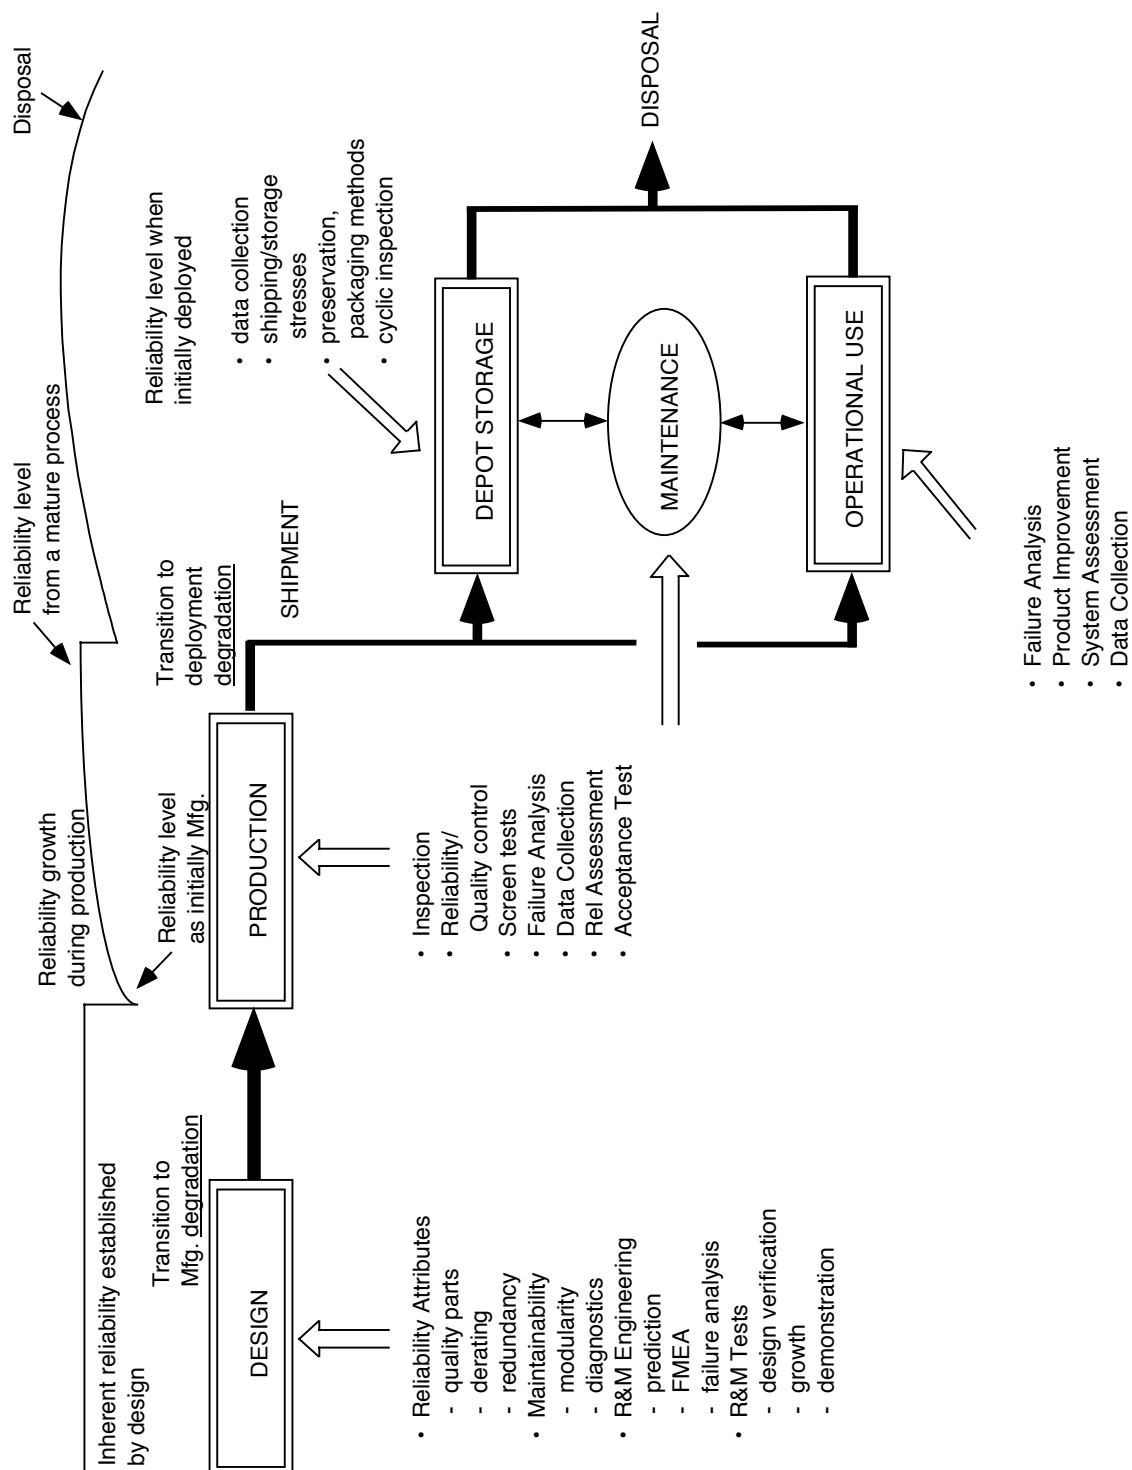 Inherent reliability established
by design
Transition to
Mfg. degradation
Reliability growth
during production
Reliability level
as initially Mfg.
Reliability level
from a mature process
Transition to
deployment
degradation
Reliability level when
initially deployed
Disposal
DESIGN
• Reliability Attributes
- quality parts
- derating
- redundancy
• Maintainability
- modularity
- diagnostics
• R&M Engineering
- prediction
- FMEA
- failure analysis
• R&M Tests
- design verification
- growth
- demonstration
PRODUCTION
• Inspection
• Reliability/
Quality control
• Screen tests
• Failure Analysis
• Data Collection
• Rel Assessment
• Acceptance Test
SHIPMENT
• data collection
• shipping/storage
stresses
• preservation,
packaging methods
• cyclic inspection
DEPOT STORAGE
MAINTENANCE
OPERATIONAL USE
• Failure Analysis
• Product Improvement
• System Assessment
• Data Collection
DISPOSAL